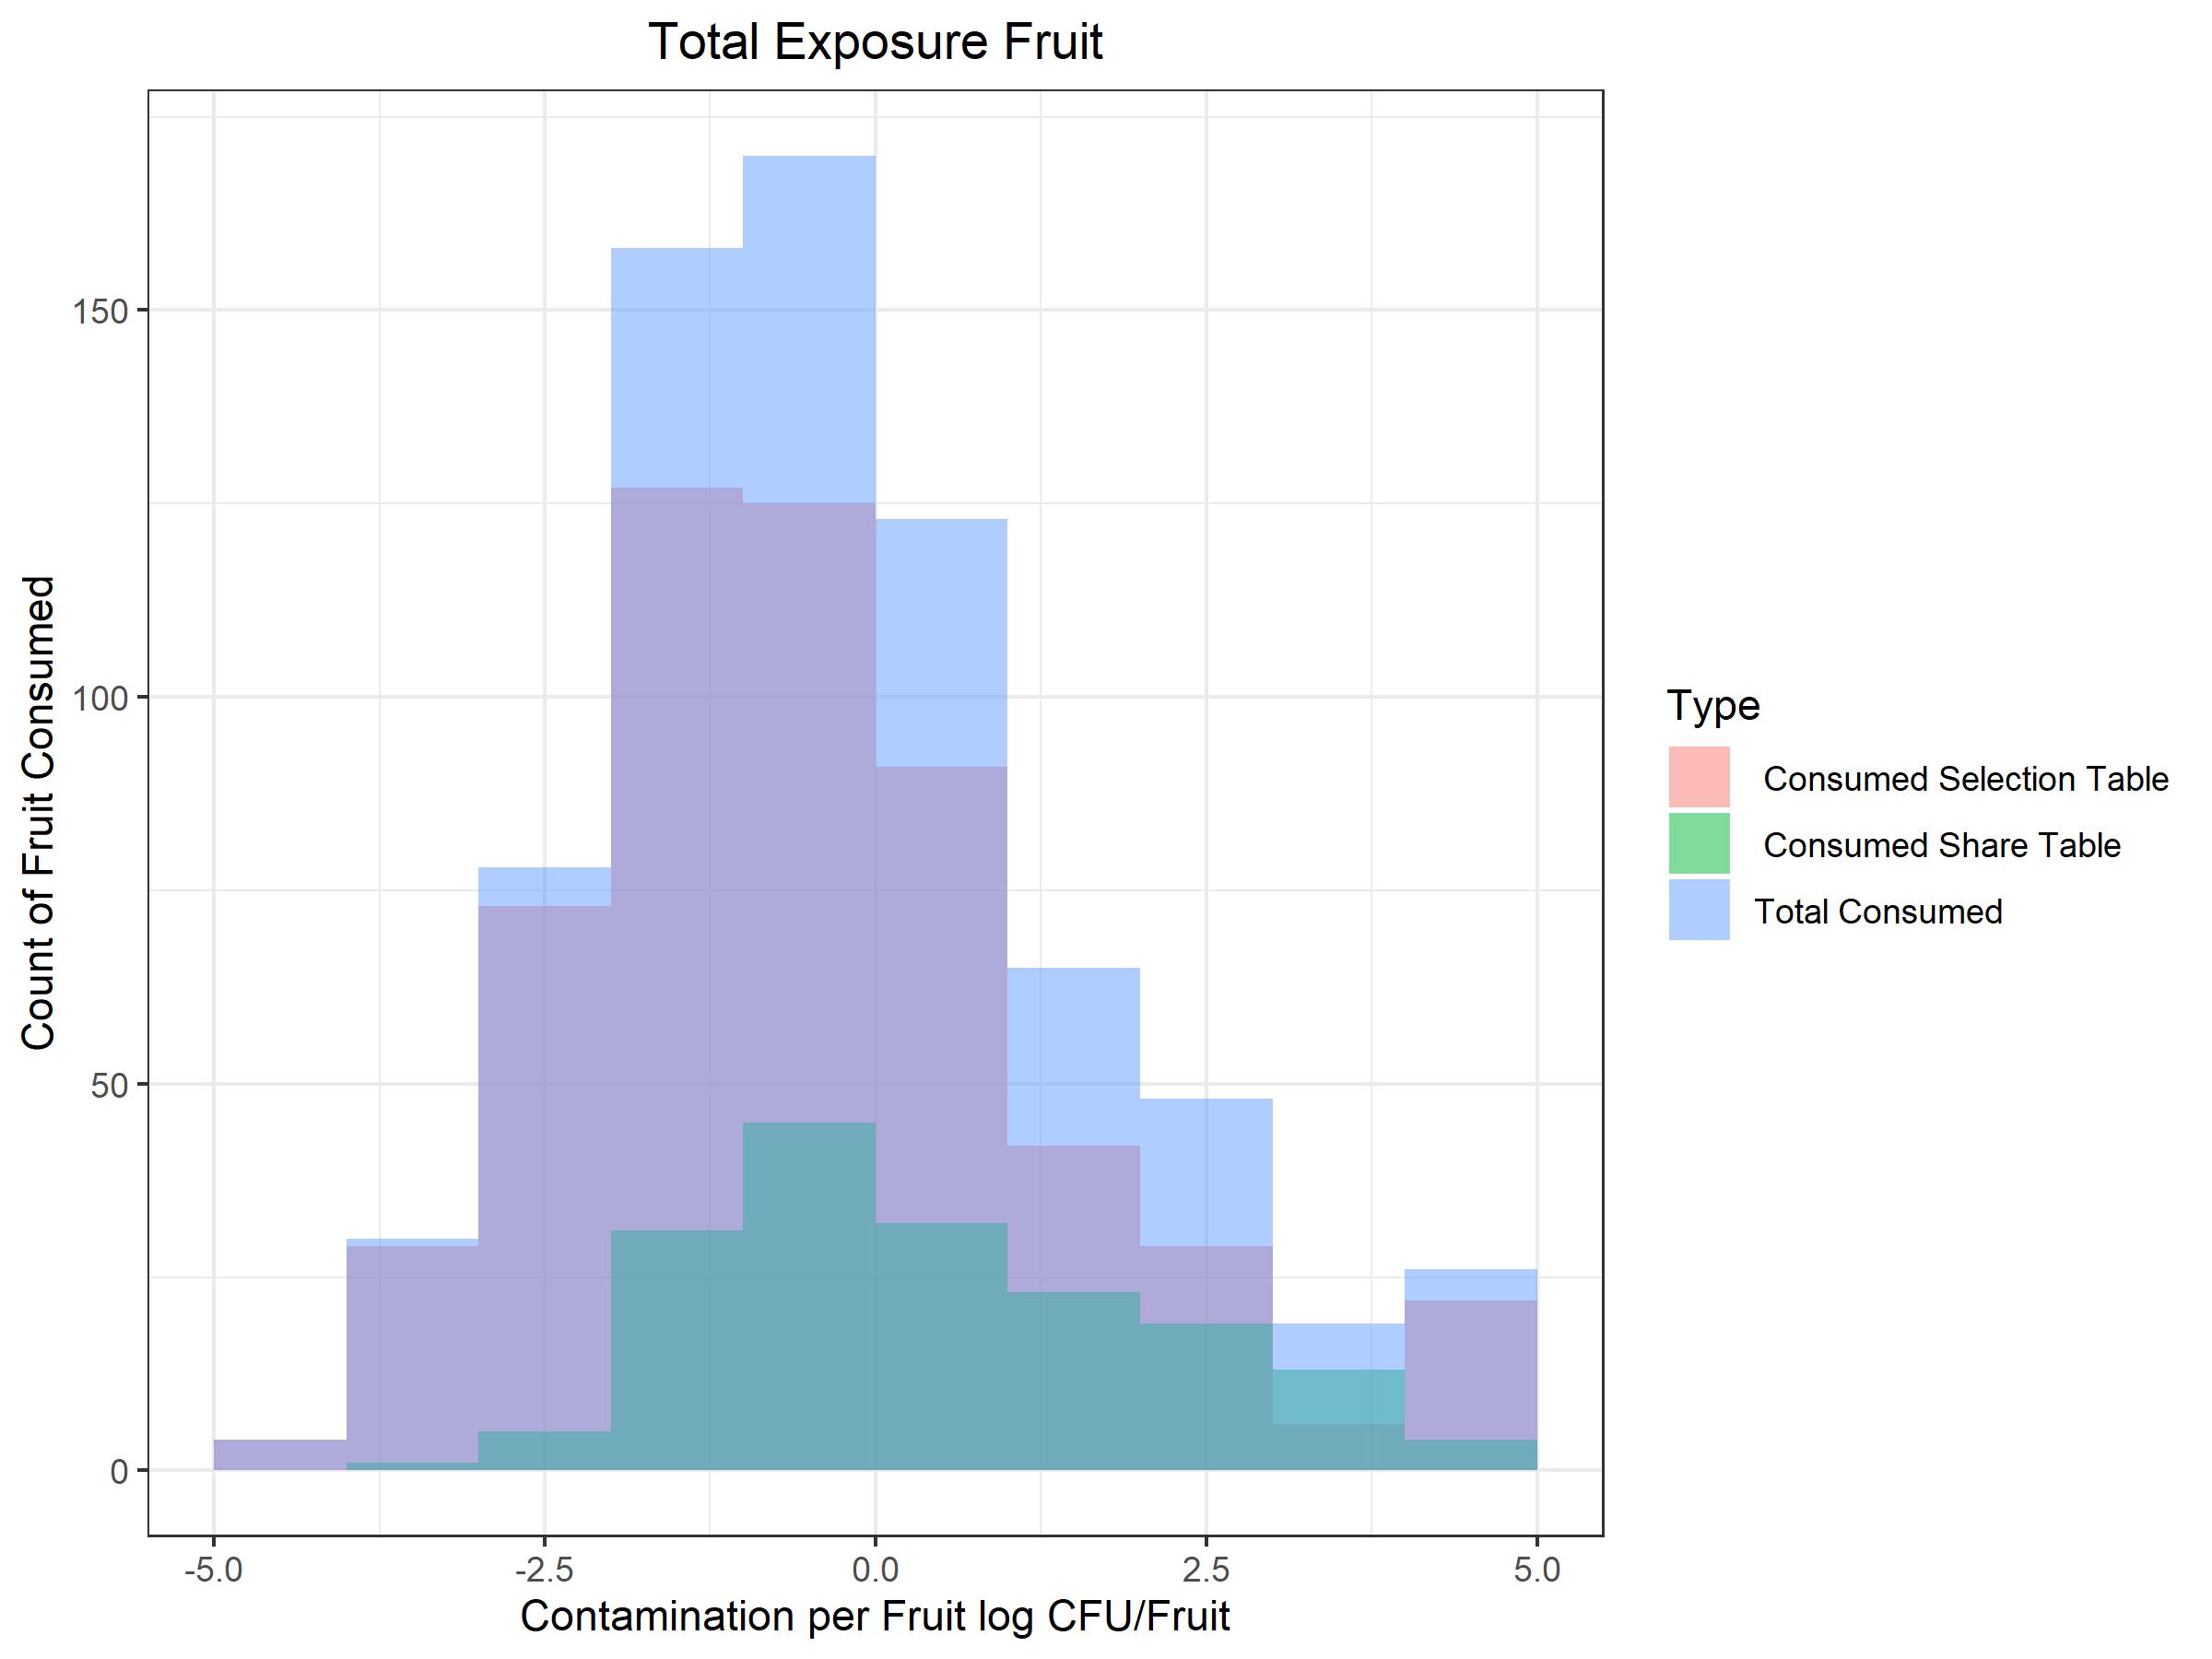 Total Exposure Fruit
Count of Fruit Consumed
150
100
50
0
-5.0
-2.5
0.0
2.5
5.0
Contamination per Fruit log CFU/Fruit
Type
Consumed Selection Table
Consumed Share Table
Total Consumed